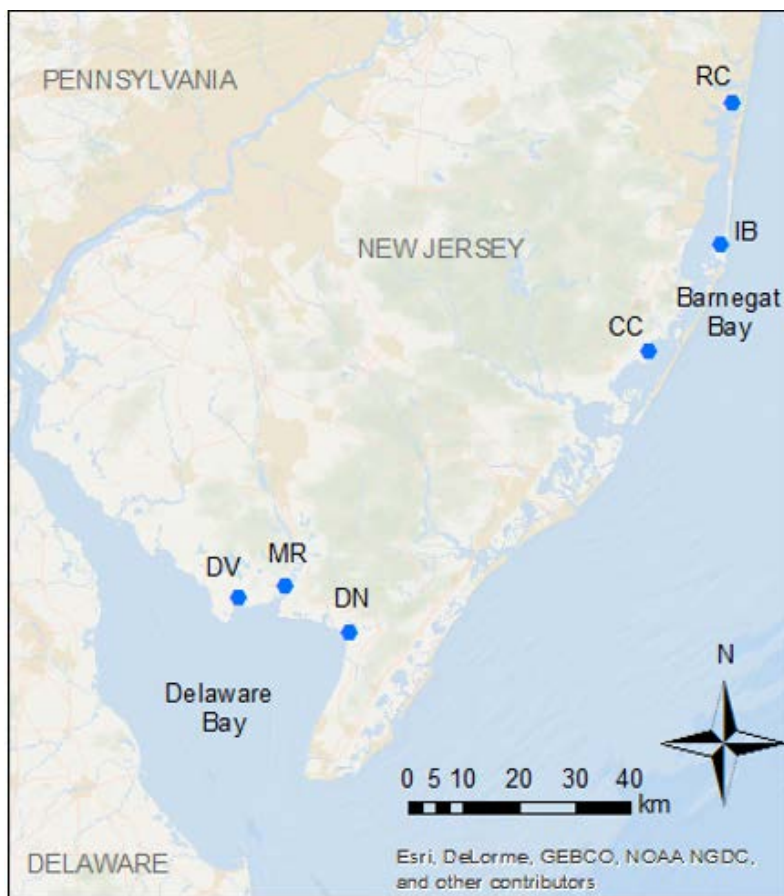 RC
PENNSYLVANIA
IB
NEW JERSEY
Barnegat
Bay
CC
MR
DV
DN
N
Delaware
Bay
0 5 10 20 30 40
km
Esri, DeLorme, GEBCO, NOAA NGDC,
and other contributors
DELAWARE